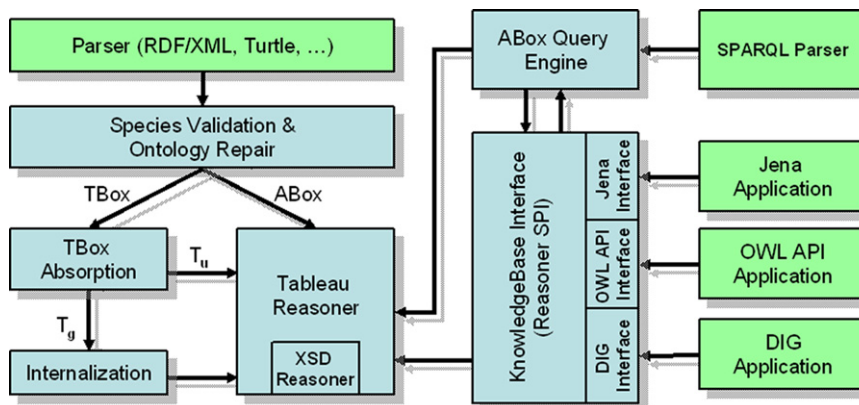 Parser (RDF/XML, Turtle, …)
ABox Query
Engine
SPARQL Parser
Species Validation &
Ontology Repair
TBox
ABox
TBox
Absorption
Tu
Tableau
Reasoner
XSD
Reasoner
Tg
Internalization
KnowledgeBase Interface
(Reasoner SPI)
Jena
Interface
OWL API
Interface
DIG
Interface
Jena
Application
OWL API
Application
DIG
Application